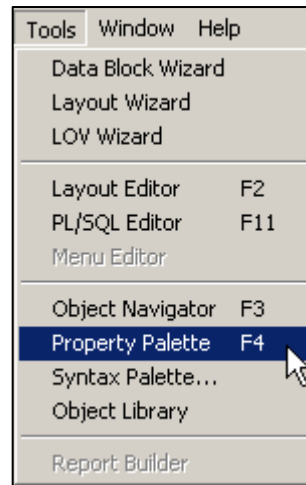 Tools Window Help
Data Block Wizard
Layout Wizard
LOV Wizard
Layout Editor F2
PL/SQL Editor F11
Menu Editor
Object Navigator F3
Property Palette F4
Syntax Palette...
Object Library
Report Builder